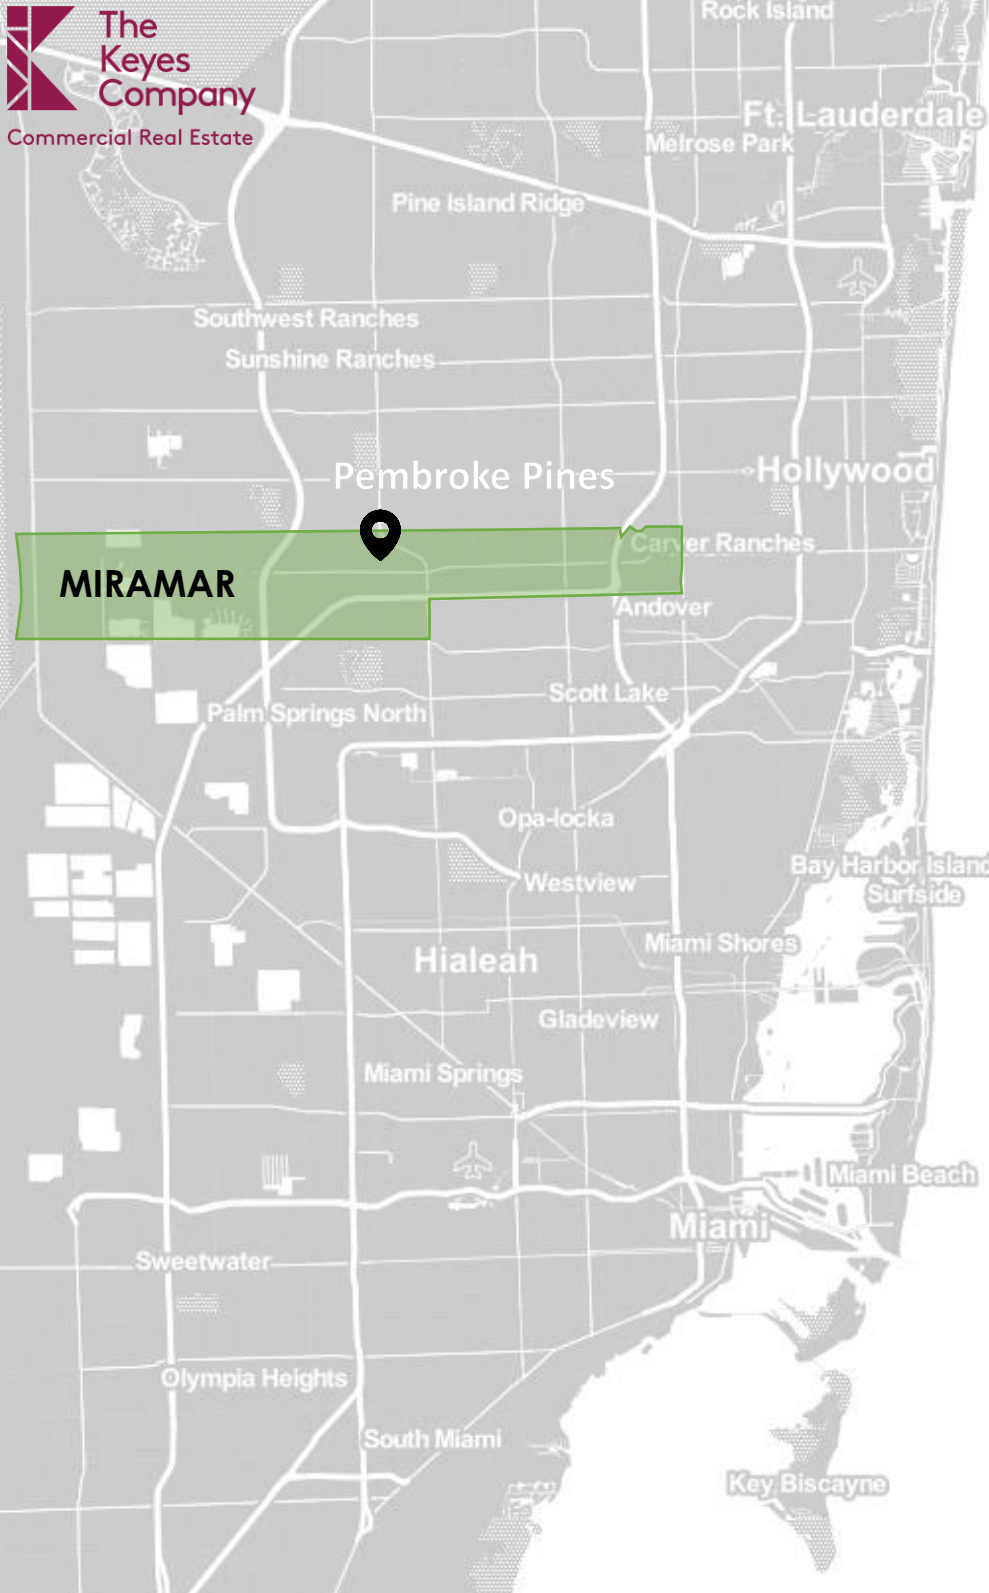 The
Keyes
Company
Commercial Real Estate
Rock Island
Ft. Lauderdale
Melrose Park
Pine Island Ridge
Southwest Ranches
Sunshine Ranches
Pembroke Pines
Hollywood
Carver Ranches
MIRAMAR
Andover
Scott Lake
Palm Springs North
Opa-locka
Westview
Bay Harbor Island
Surfside
Miami Shores
Hialeah
Gladeview
Miami Springs
Miami Beach
Miami
Sweetwater
Olympia Heights
South Miami
Key Biscayne